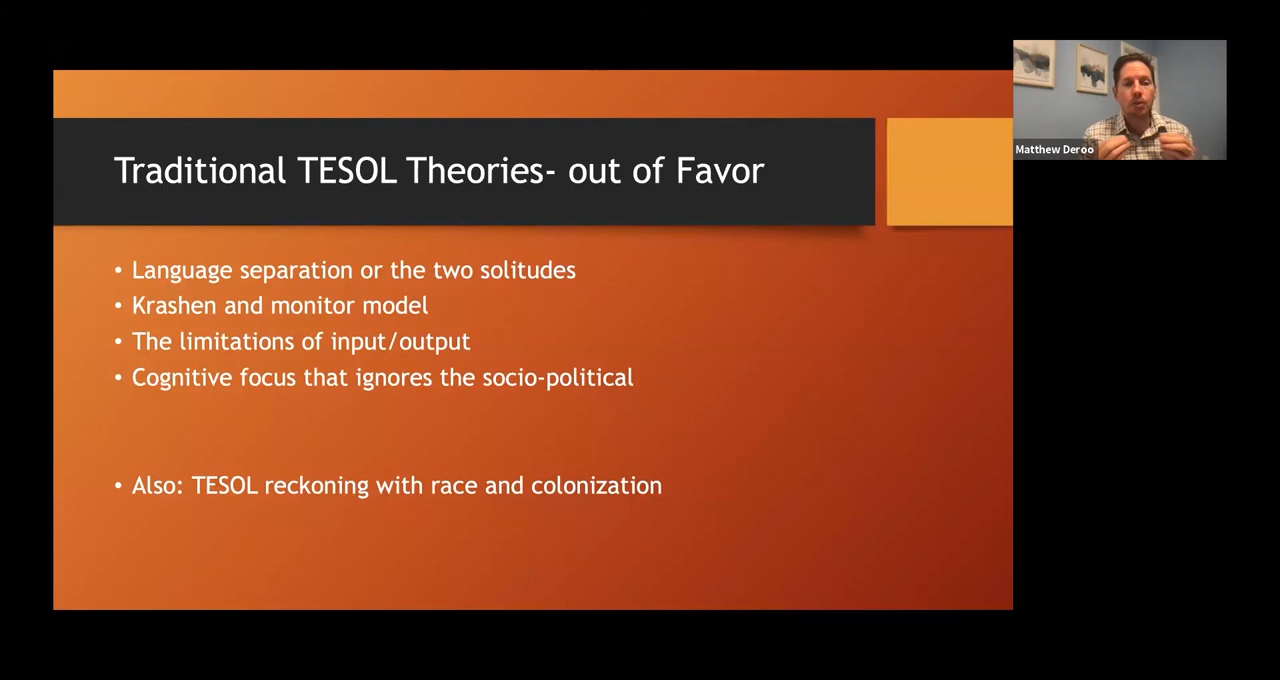 Traditional TESOL Theories- out of Favor
• Language separation or the two solitudes
• Krashen and monitor model
• The limitations of input/output
• Cognitive focus that ignores the socio-political
• Also: TESOL reckoning with race and colonization
Matthew Deroo